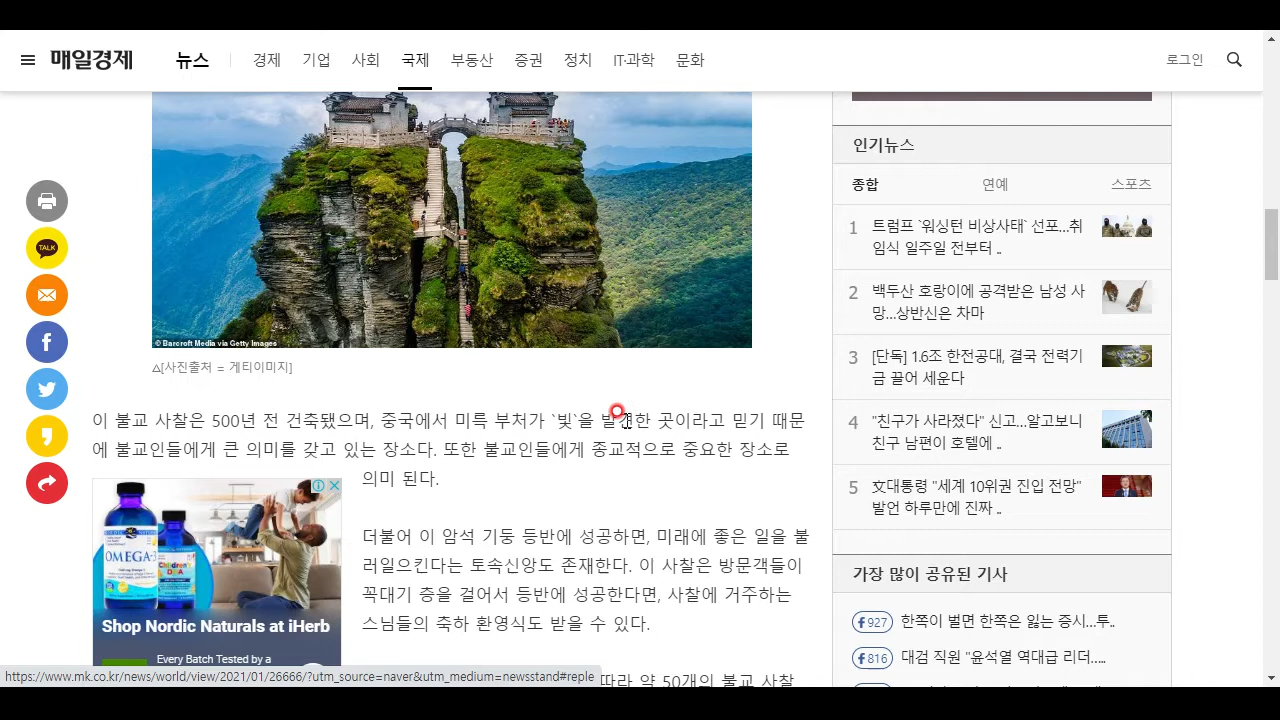 매일경제
뉴스 경제 기업 사회 국제 부동산 증권 정치 IT·과학 문화
로그인
TALK
© Barcroft Media via Getty Images
△[사진출처 = 게티이미지]
이 불교 사찰은 500년 전 건축됐으며, 중국에서 미륵 부처가 `빛`을 발견한 곳이라고 믿기 때문
에 불교인들에게 큰 의미를 갖고 있는 장소다. 또한 불교인들에게 종교적으로 중요한 장소로
의미 된다.
더불어 이 암석 기둥 등반에 성공하면, 미래에 좋은 일을 불
러일으킨다는 토속신앙도 존재한다. 이 사찰은 방문객들이
꼭대기 층을 걸어서 등반에 성공한다면, 사찰에 거주하는
스님들의 축하 환영식도 받을 수 있다.
따라 약 50개의 불교 사찰
OMEGA-3
Children's
DHA
Shop Nordic Naturals at iHerb
Every Batch Tested by a
https://www.mk.co.kr/news/world/view/2021/01/26666/?utm_source=naver&utm_medium=newsstand#reple
인기뉴스
종합 연예 스포츠
1 트럼프 `워싱턴 비상사태` 선포...취
임식 일주일 전부터 ..
2 백두산 호랑이에 공격받은 남성 사
망...상반신은 차마
3 [단독] 1.6조 한전공대, 결국 전력기
금 끌어 세운다
4 "친구가 사라졌다" 신고...알고보니
친구 남편이 호텔에 ..
5 文대통령 "세계 10위권 진입 전망"
발언 하루만에 진짜 ..
가장 많이 공유된 기사
f 927 한쪽이 벌면 한쪽은 잃는 증시...투..
f 816 대검 직원 "윤석열 역대급 리더.....